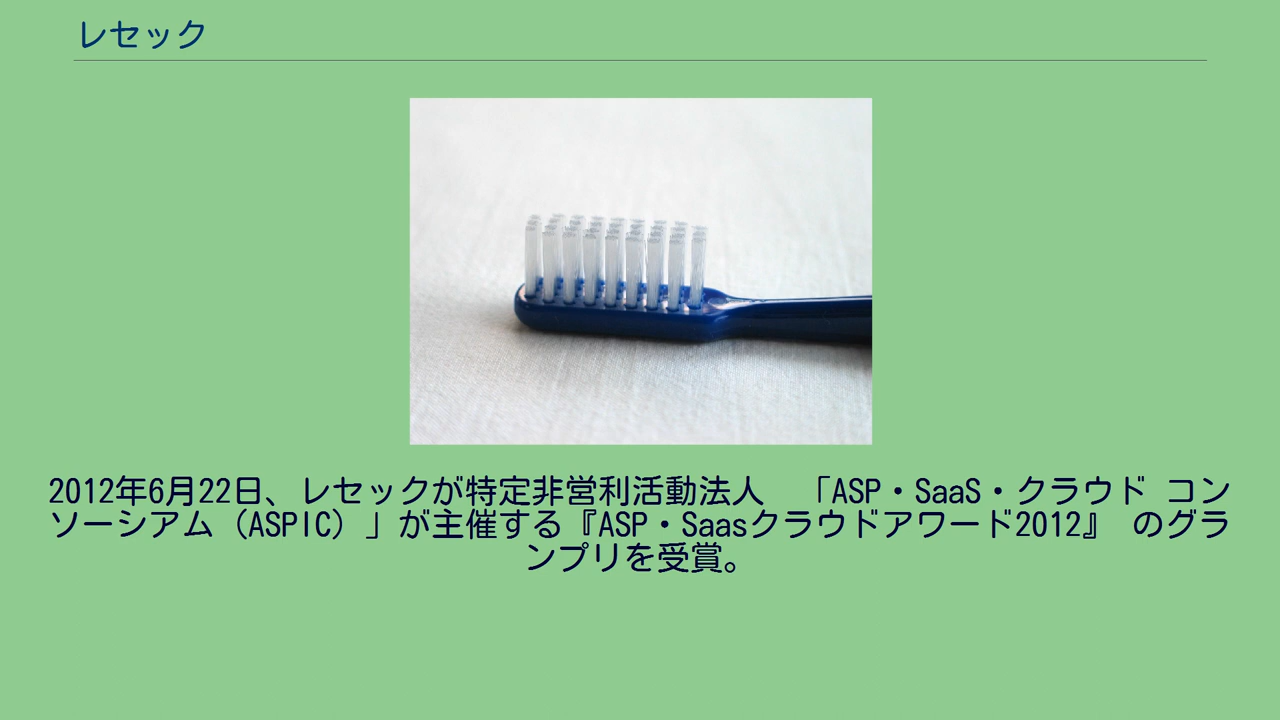 レセック
2012年6月22日、レセックが特定非営利活動法人　「ASP・SaaS・クラウド コン
ソーシアム（ASPIC）」が主催する『ASP・Saasクラウドアワード2012』 のグラ
ンプリを受賞。